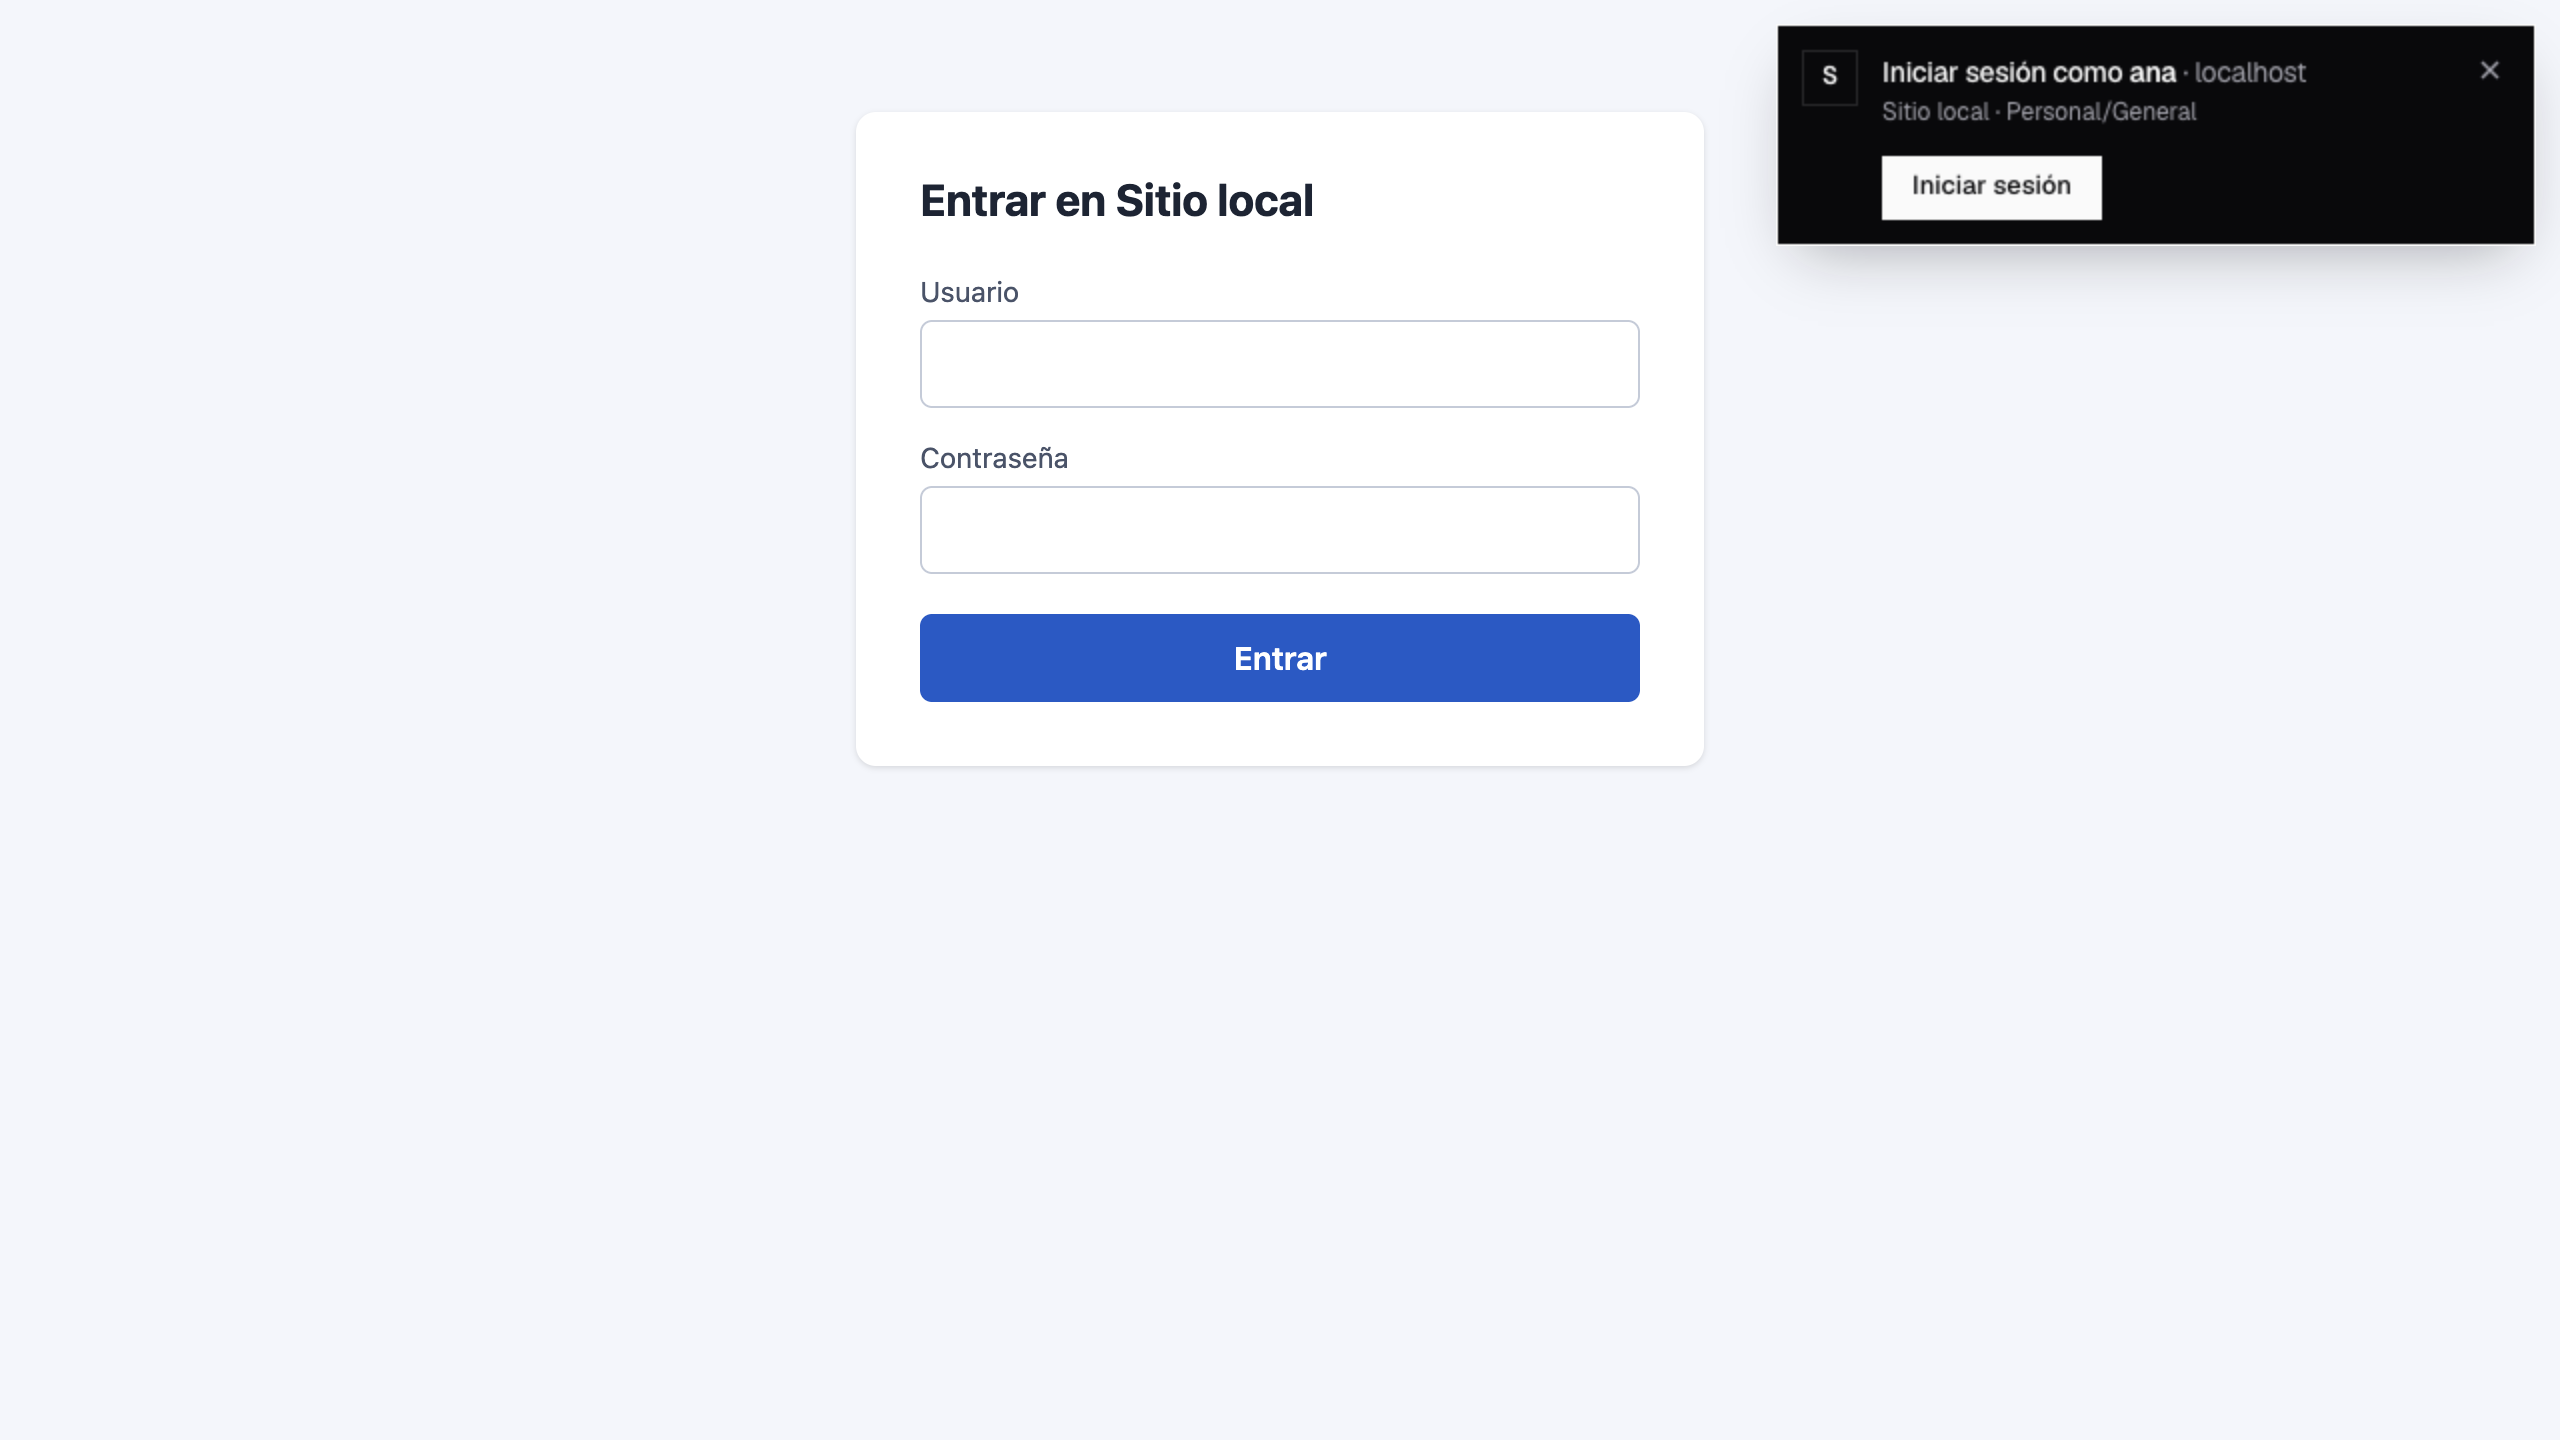 Entrar en Sitio local
Usuario
Contraseña
Entrar
S
Iniciar sesión como ana · localhost
Sitio local · Personal/General
Iniciar sesión